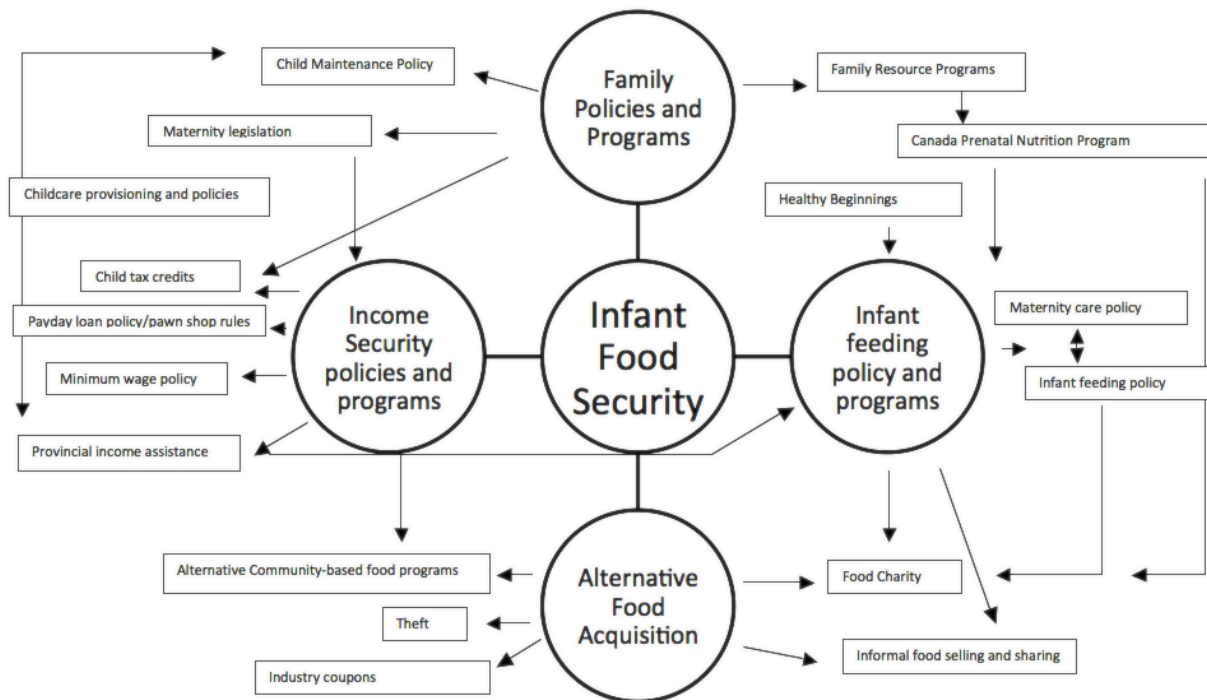 Child Maintenance Policy
Family
Policies and
Programs
Family Resource Programs
Maternity legislation
Canada Prenatal Nutrition Program
Childcare provisioning and policies
Healthy Beginnings
Child tax credits
Payday loan policy/pawn shop rules
Minimum wage policy
Provincial income assistance
Income
Security
policies and
programs
Infant
Food
Security
Infant
feeding
policy and
programs
Maternity care policy
Infant feeding policy
Alternative Community-based food programs
Theft
Industry coupons
Alternative
Food
Acquisition
Food Charity
Informal food selling and sharing